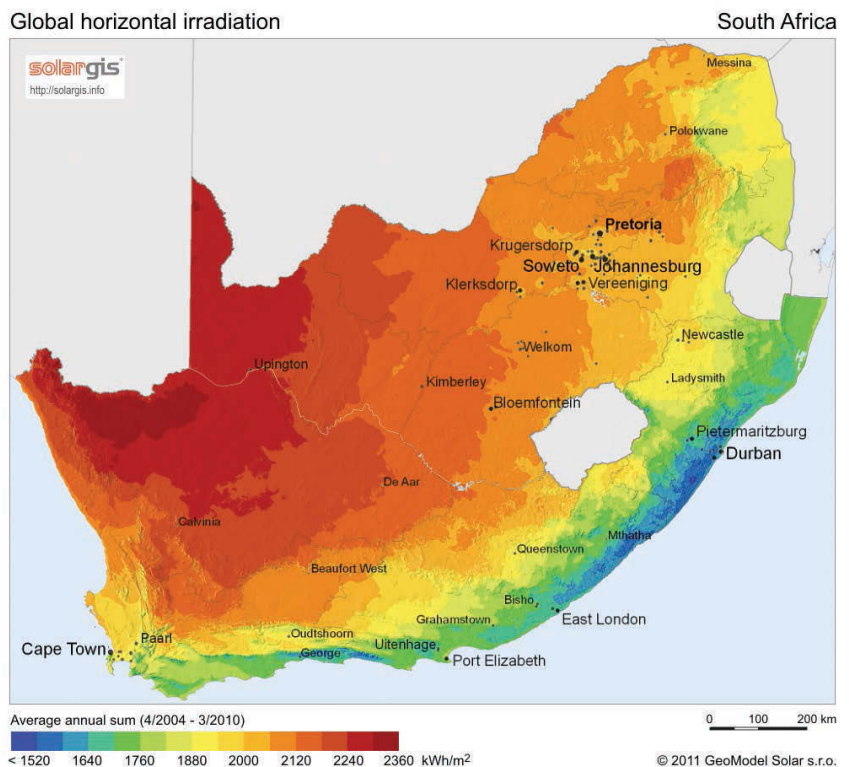 Global horizontal irradiation
South Africa
solargis
http://solargis.info
Messina
Polokwane
Pretoria
Krugersdorp
Soweto Johannesburg
Klerksdorp Vereeniging
Newcastle
Welkom
Upington
Kimberley
Ladysmith
Bloemfontein
Pietermaritzburg
Durban
De Aar
Calvinia
Mthatha
Queenstown
Beaufort West
Bisho
East London
Grahamstown
Oudtshoorn
Paarl
Cape Town
Uitenhage
George
Port Elizabeth
Average annual sum (4/2004 - 3/2010)
0 100 200 km
< 1520 1640 1760 1880 2000 2120 2240 2360 kWh/m²
© 2011 GeoModel Solar s.r.o.